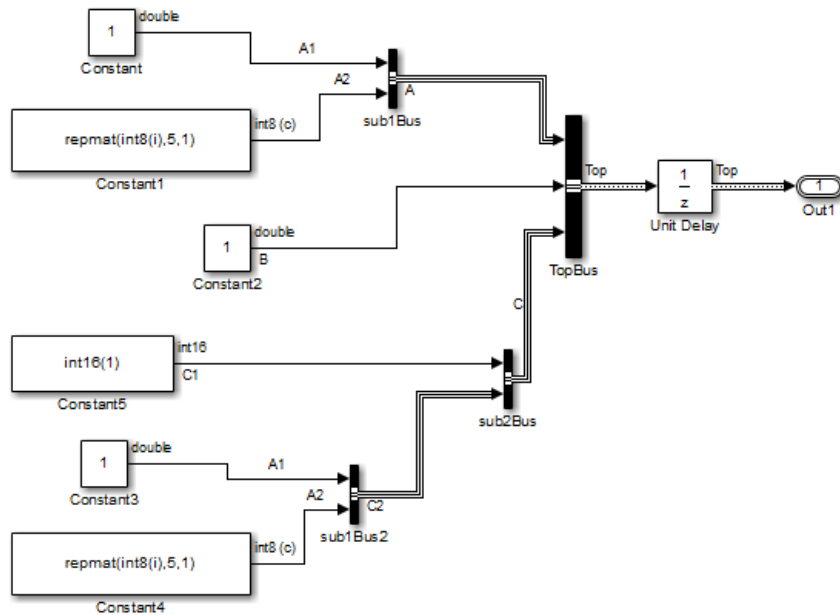 double
1
A1
Constant
A2
A
sub1Bus
repmat(int8(i),5,1)
int8 (c)
Constant1
Top
1
z
Top
1
Out1
Unit Delay
double
1
B
Constant2
TopBus
C
int16(1)
int16
C1
Constant5
sub2Bus
double
1
A1
Constant3
A2
C2
sub1Bus2
repmat(int8(i),5,1)
int8 (c)
Constant4